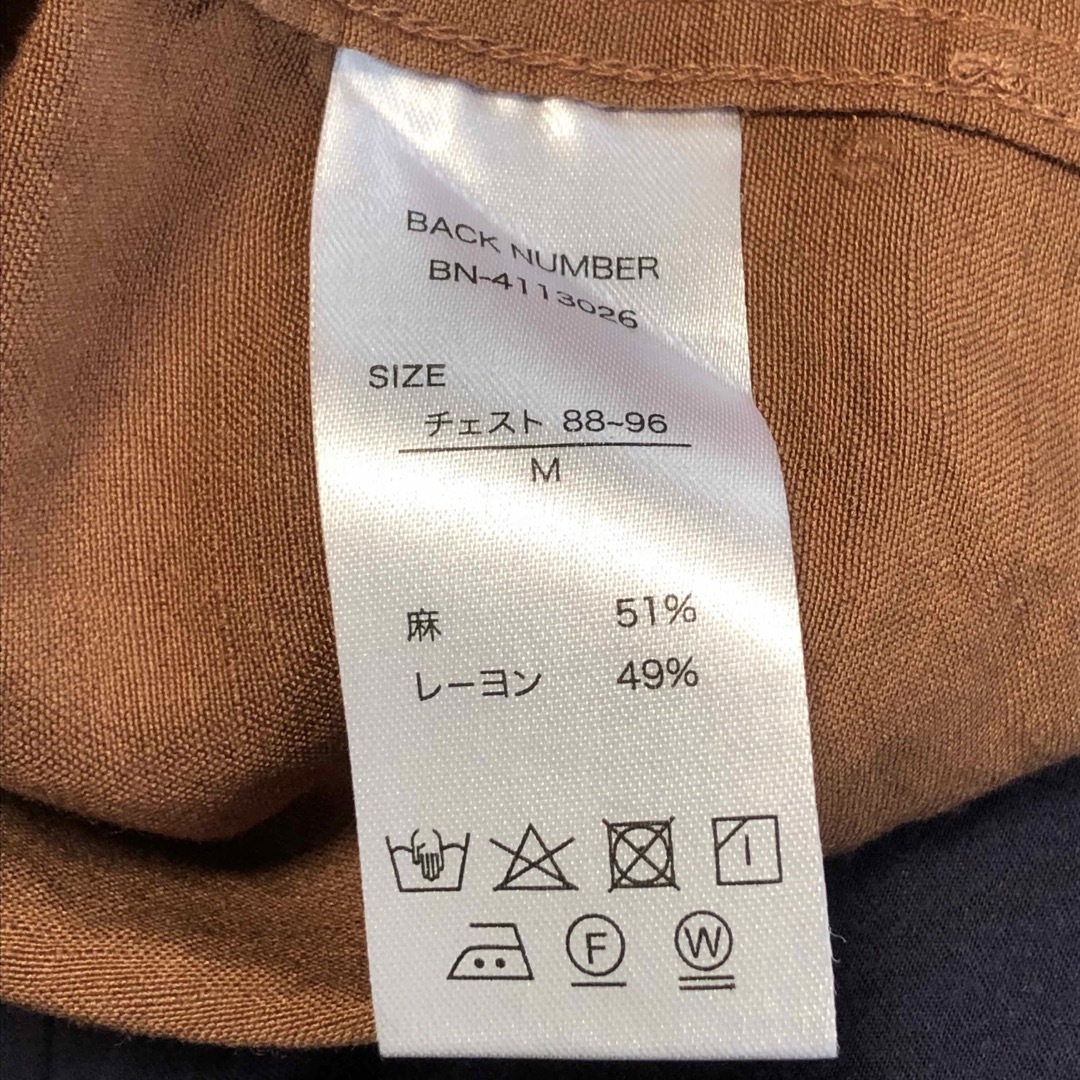 BACK NUMBER
BN-4113026
SIZE
チェスト 88~96
M
麻 51%
レーヨン 49%
F W